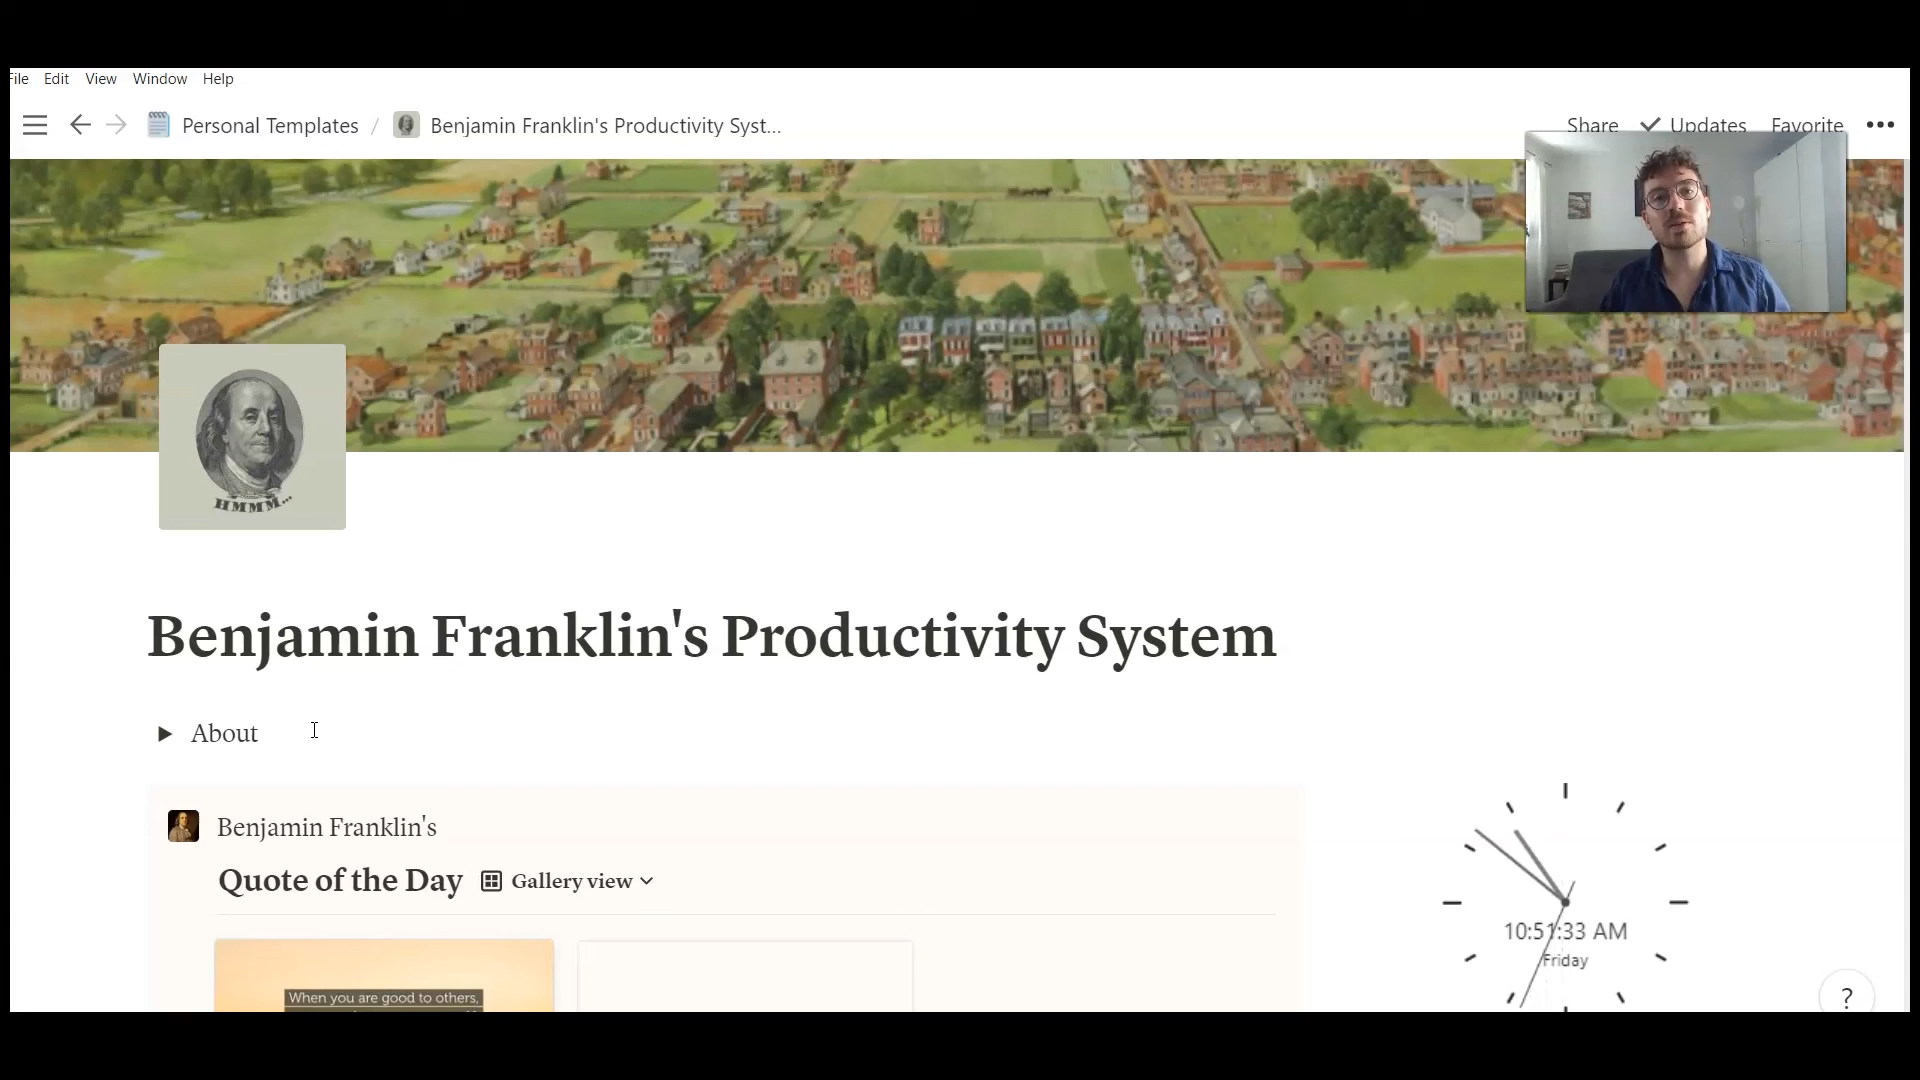 File Edit View Window Help
Personal Templates / Benjamin Franklin's Productivity Syst...
Share Updates Favorite
HMMM...
Benjamin Franklin's Productivity System
About
Benjamin Franklin's
Quote of the Day Gallery view
When you are good to others,
10:51:33 AM
Friday
?